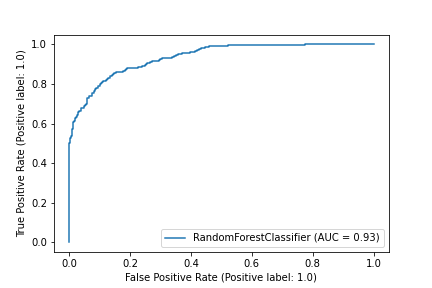 1.0
0.8
0.6
0.4
0.2
0.0
True Positive Rate (Positive label: 1.0)
RandomForestClassifier (AUC = 0.93)
0.0 0.2 0.4 0.6 0.8 1.0
False Positive Rate (Positive label: 1.0)